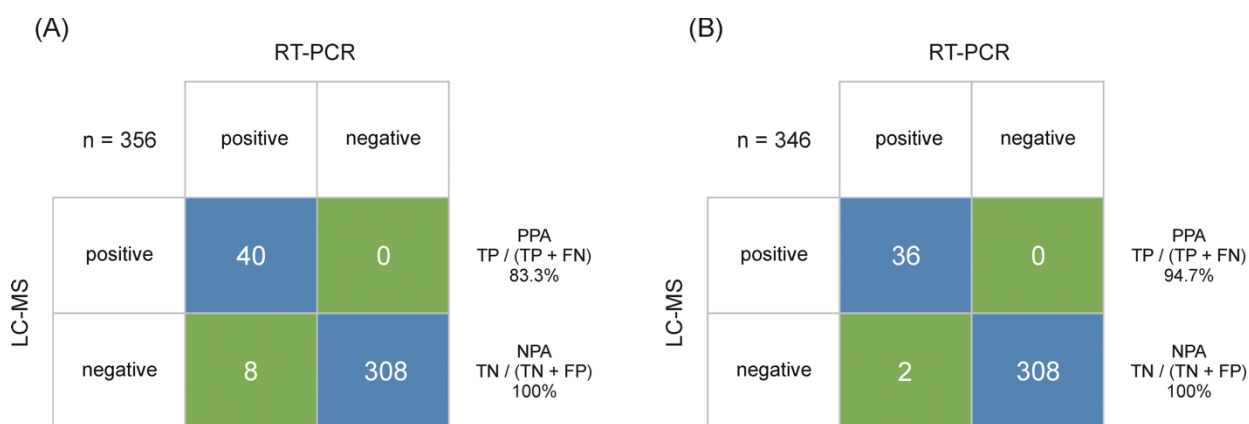 (A)
RT-PCR
n = 356
positive
negative
LC-MS
positive
40
0
PPA
TP / (TP + FN)
83.3%
negative
8
308
NPA
TN / (TN + FP)
100%
(B)
RT-PCR
n = 346
positive
negative
LC-MS
positive
36
0
PPA
TP / (TP + FN)
94.7%
negative
2
308
NPA
TN / (TN + FP)
100%